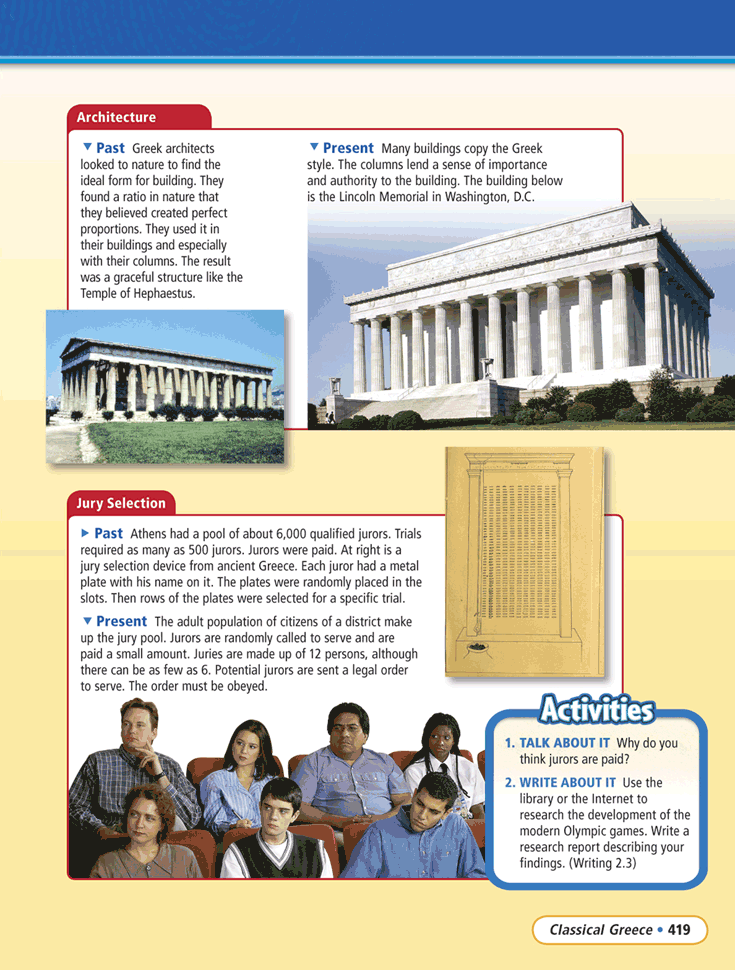 Architecture
Past Greek architects
looked to nature to find the
ideal form for building. They
found a ratio in nature that
they believed created perfect
proportions. They used it in
their buildings and especially
with their columns. The result
was a graceful structure like the
Temple of Hephaestus.
Present Many buildings copy the Greek
style. The columns lend a sense of importance
and authority to the building. The building below
is the Lincoln Memorial in Washington, D.C.
Jury Selection
Past Athens had a pool of about 6,000 qualified jurors. Trials
required as many as 500 jurors. Jurors were paid. At right is a
jury selection device from ancient Greece. Each juror had a metal
plate with his name on it. The plates were randomly placed in the
slots. Then rows of the plates were selected for a specific trial.
Present The adult population of citizens of a district make
up the jury pool. Jurors are randomly called to serve and are
paid a small amount. Juries are made up of 12 persons, although
there can be as few as 6. Potential jurors are sent a legal order
to serve. The order must be obeyed.
Activities
1. TALK ABOUT IT Why do you
think jurors are paid?
2. WRITE ABOUT IT Use the
library or the Internet to
research the development of the
modern Olympic games. Write a
research report describing your
findings. (Writing 2.3)
Classical Greece • 419